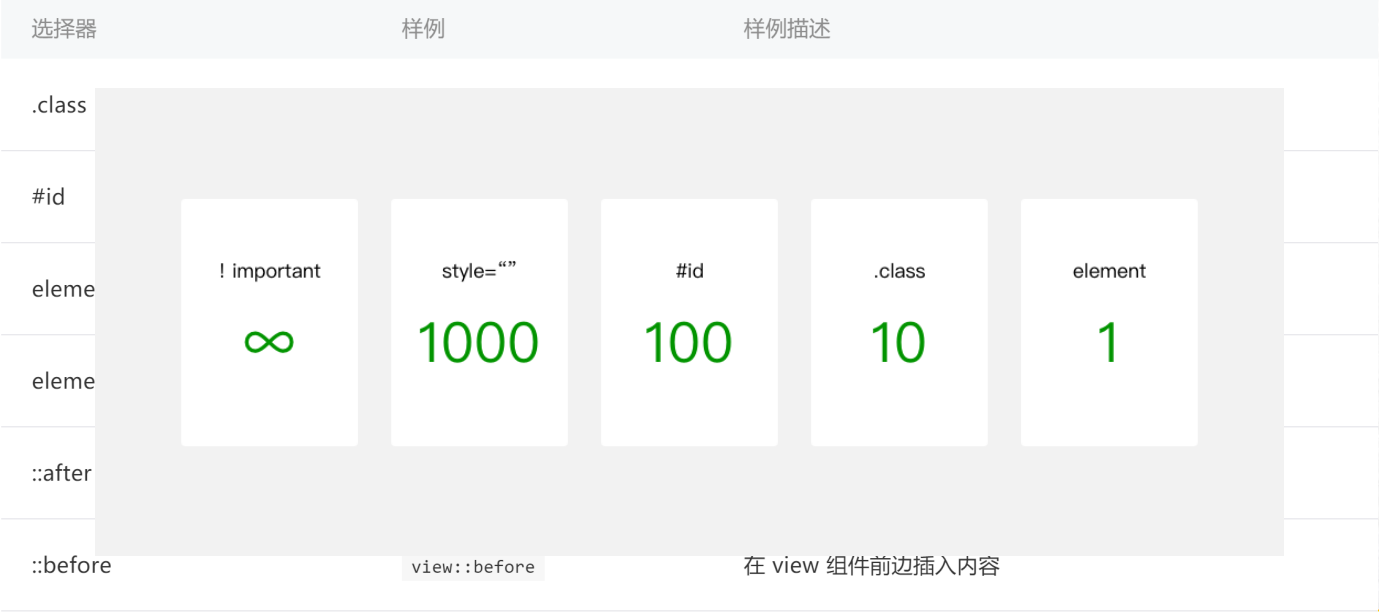 选择器 样例 样例描述
.class
#id
! important style=“” #id .class element
∞ 1000 100 10 1
eleme
eleme
::after
::before view::before 在 view 组件前边插入内容